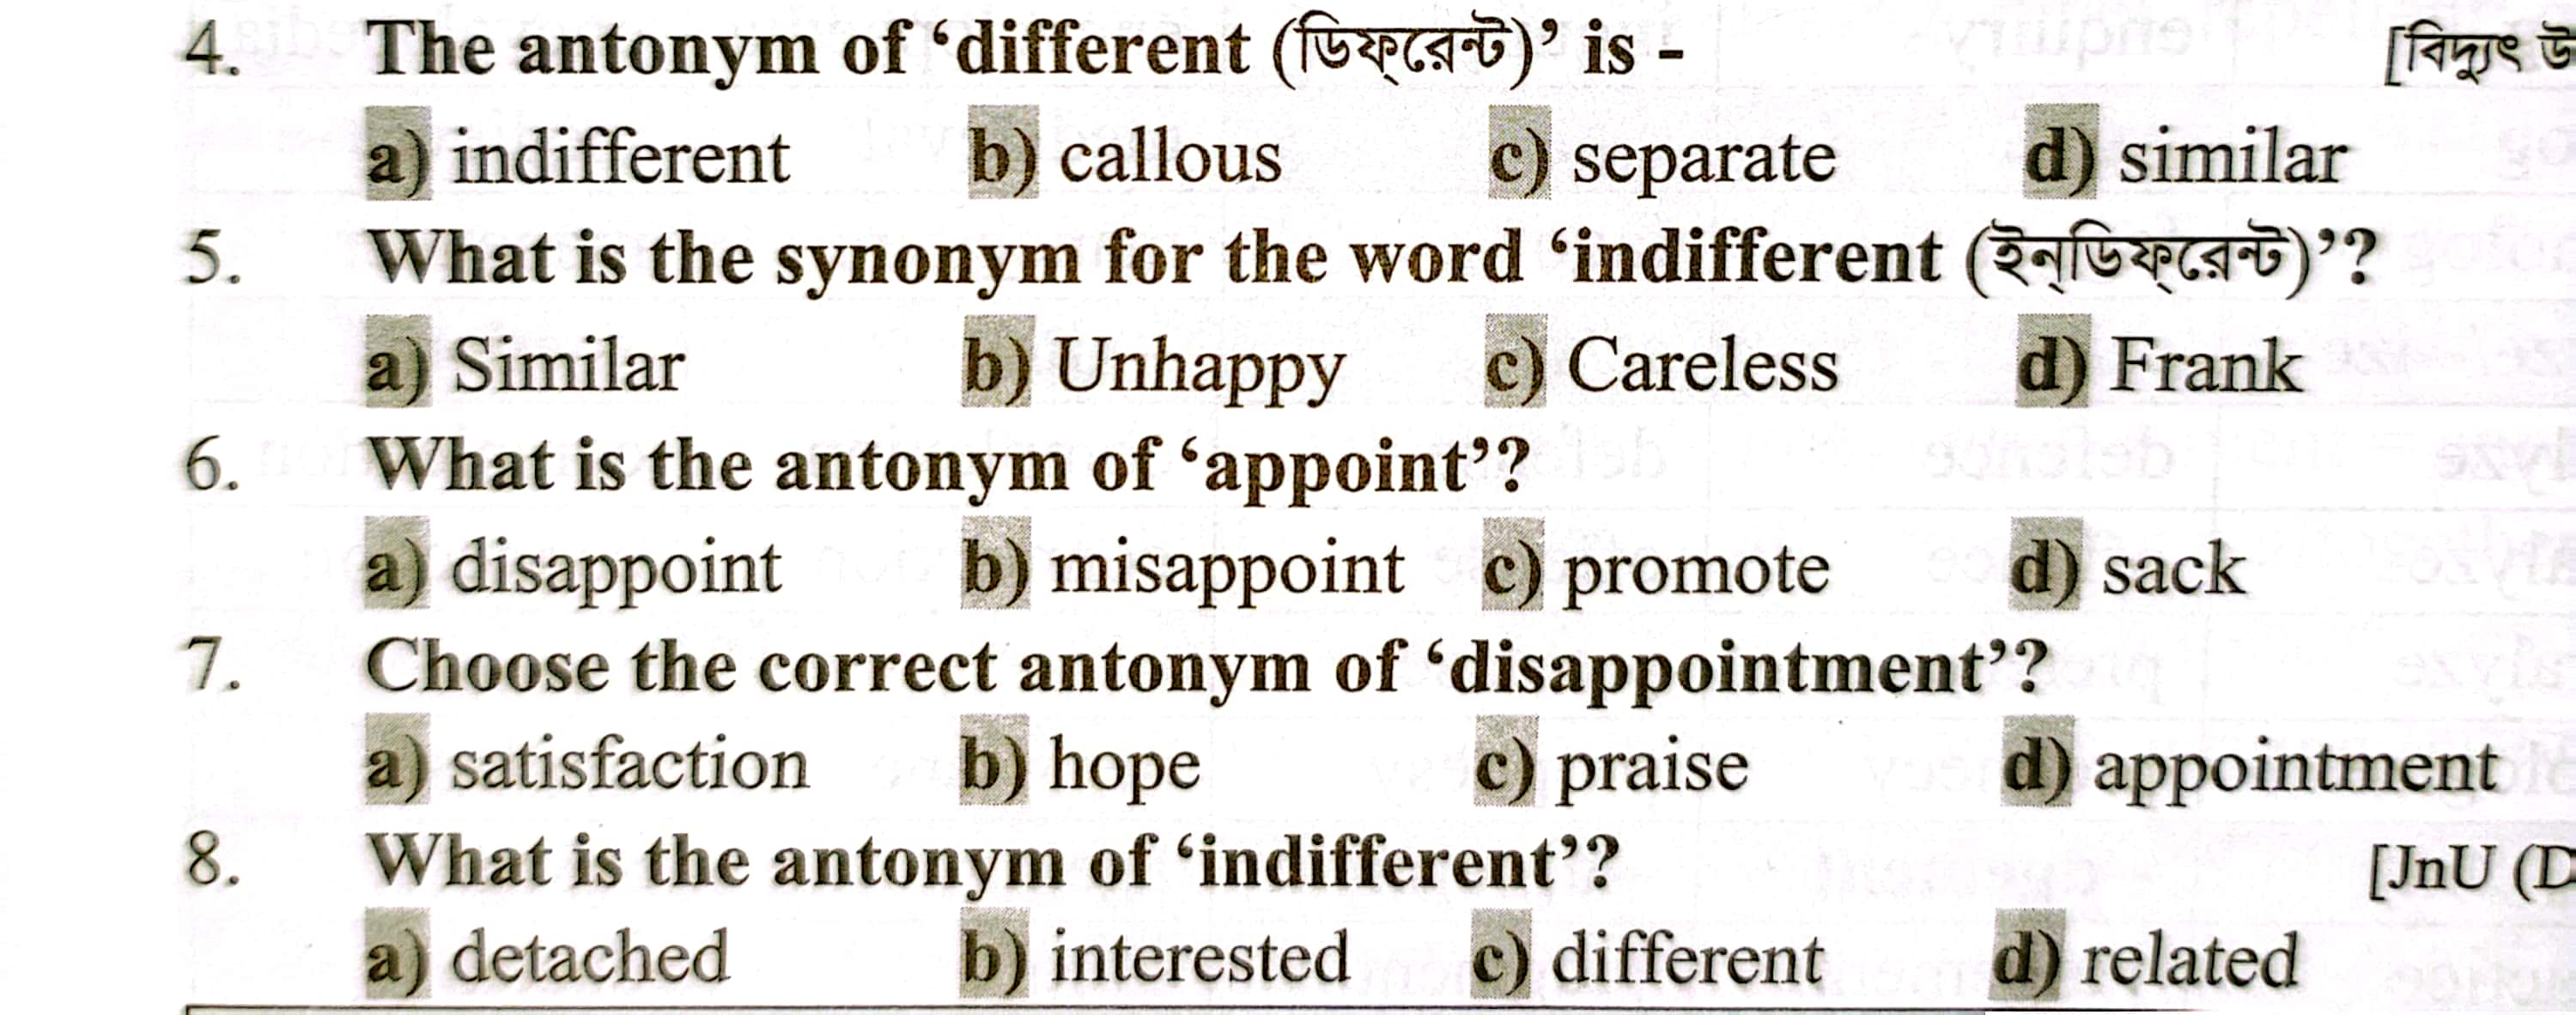 4. The antonym of ‘different (ডিফ্‌রেন্ট)’ is - [বিদ্যুৎ উ
a) indifferent b) callous c) separate d) similar
5. What is the synonym for the word ‘indifferent (ইন্‌ডিফ্‌রেন্ট)’?
a) Similar b) Unhappy c) Careless d) Frank
6. What is the antonym of ‘appoint’?
a) disappoint b) misappoint c) promote d) sack
7. Choose the correct antonym of ‘disappointment’?
a) satisfaction b) hope c) praise d) appointment
8. What is the antonym of ‘indifferent’? [JnU (D
a) detached b) interested c) different d) related